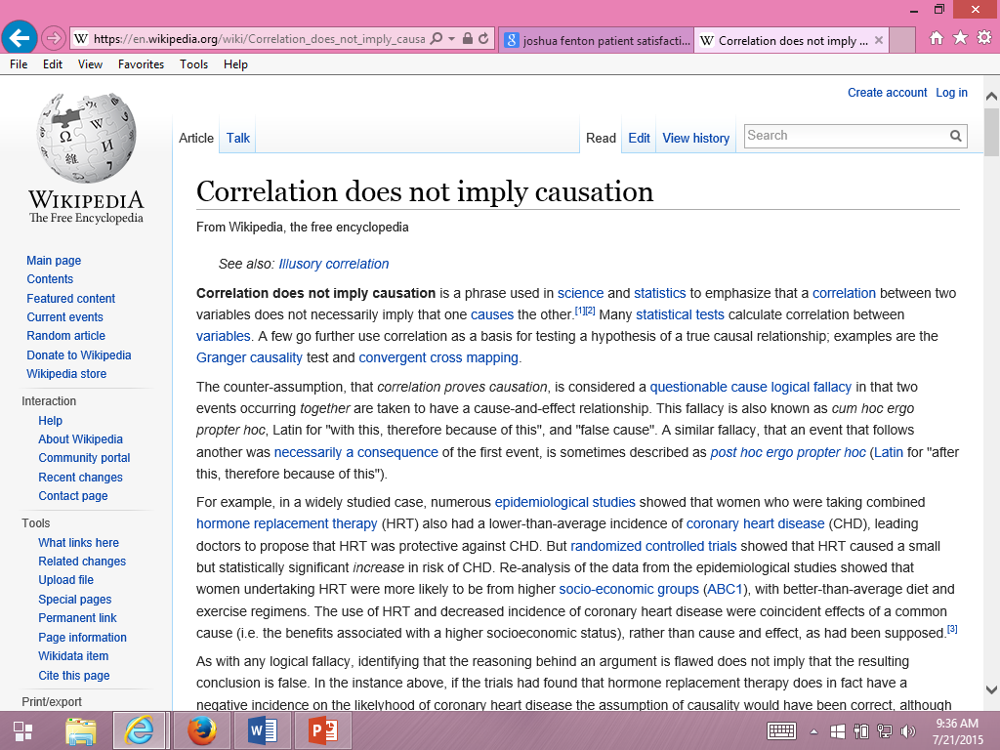 https://en.wikipedia.org/wiki/Correlation_does_not_imply_causa
joshua fenton patient satisfacti...
W Correlation does not imply ...
File Edit View Favorites Tools Help
Create account Log in
Article Talk Read Edit View history Search
WIKIPEDIA
The Free Encyclopedia
Main page
Contents
Featured content
Current events
Random article
Donate to Wikipedia
Wikipedia store
Interaction
Help
About Wikipedia
Community portal
Recent changes
Contact page
Tools
What links here
Related changes
Upload file
Special pages
Permanent link
Page information
Wikidata item
Cite this page
Print/export
Correlation does not imply causation
From Wikipedia, the free encyclopedia
See also: Illusory correlation
Correlation does not imply causation is a phrase used in science and statistics to emphasize that a correlation between two
variables does not necessarily imply that one causes the other.[1][2] Many statistical tests calculate correlation between
variables. A few go further use correlation as a basis for testing a hypothesis of a true causal relationship; examples are the
Granger causality test and convergent cross mapping.
The counter-assumption, that correlation proves causation, is considered a questionable cause logical fallacy in that two
events occurring together are taken to have a cause-and-effect relationship. This fallacy is also known as cum hoc ergo
propter hoc, Latin for "with this, therefore because of this", and "false cause". A similar fallacy, that an event that follows
another was necessarily a consequence of the first event, is sometimes described as post hoc ergo propter hoc (Latin for "after
this, therefore because of this").
For example, in a widely studied case, numerous epidemiological studies showed that women who were taking combined
hormone replacement therapy (HRT) also had a lower-than-average incidence of coronary heart disease (CHD), leading
doctors to propose that HRT was protective against CHD. But randomized controlled trials showed that HRT caused a small
but statistically significant increase in risk of CHD. Re-analysis of the data from the epidemiological studies showed that
women undertaking HRT were more likely to be from higher socio-economic groups (ABC1), with better-than-average diet and
exercise regimens. The use of HRT and decreased incidence of coronary heart disease were coincident effects of a common
cause (i.e. the benefits associated with a higher socioeconomic status), rather than cause and effect, as had been supposed.[3]
As with any logical fallacy, identifying that the reasoning behind an argument is flawed does not imply that the resulting
conclusion is false. In the instance above, if the trials had found that hormone replacement therapy does in fact have a
negative incidence on the likelyhood of coronary heart disease the assumption of causality would have been correct, although
9:36 AM
7/21/2015